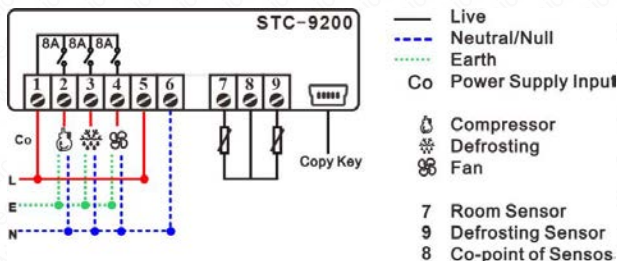 STC-9200
8A 8A 8A
1 2 3 4 5 6 7 8 9
Co
Copy Key
L
E
N
Live
Neutral/Null
Earth
Co Power Supply Input
Compressor
Defrosting
Fan
7 Room Sensor
9 Defrosting Sensor
8 Co-point of Sensos